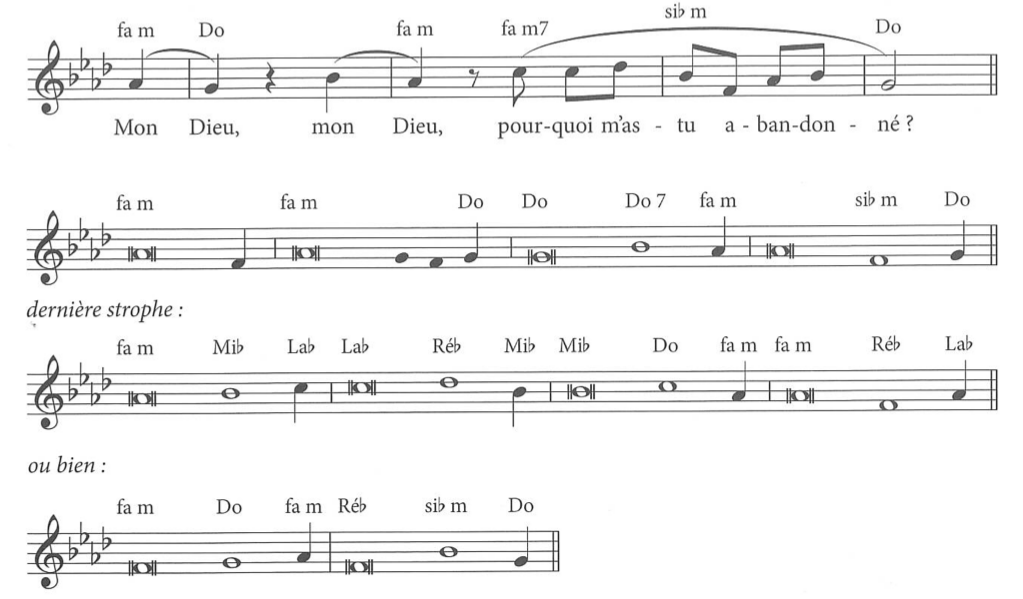 fa m Do fa m fa m7 si♭ m Do
Mon Dieu, mon Dieu, pour-quoi m'as - tu a - ban-don - né ?
fa m fa m Do Do Do 7 fa m si♭ m Do
dernière strophe :
fa m Mi♭ La♭ La♭ Ré♭ Mi♭ Mi♭ Do fa m fa m Ré♭ La♭
ou bien :
fa m Do fa m Ré♭ si♭ m Do